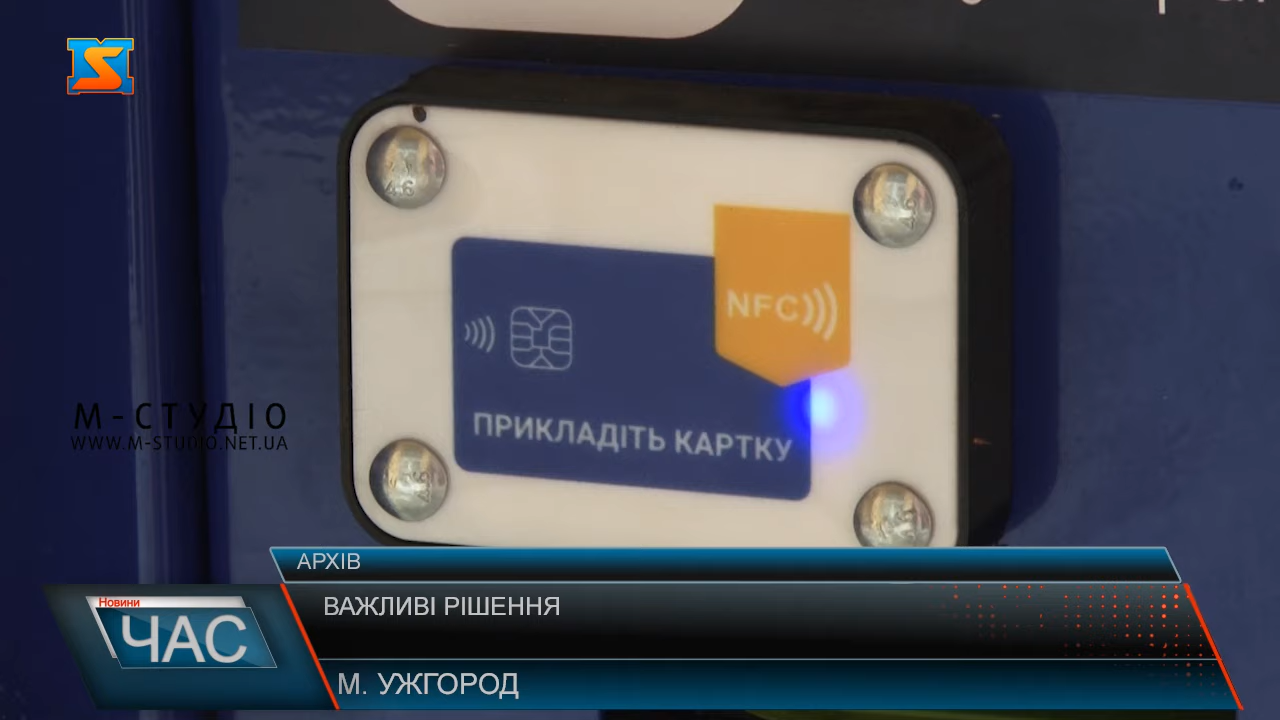 NFC
ПРИКЛАДІТЬ КАРТКУ
М-СТУДІО
WWW.M-STUDIO.NET.UA
АРХІВ
Новини
ЧАС
ВАЖЛИВІ РІШЕННЯ
М. УЖГОРОД